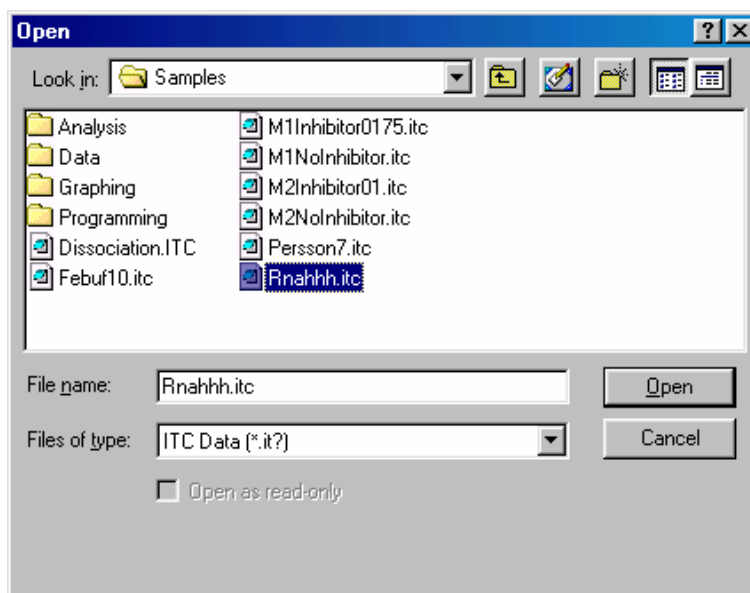 Open
Look in: Samples
Analysis
Data
Graphing
Programming
Dissociation.ITC
Febuf10.itc
M1Inhibitor0175.itc
M1NoInhibitor.itc
M2Inhibitor01.itc
M2NoInhibitor.itc
Persson7.itc
Rnahhh.itc
File name: Rnahhh.itc
Open
Files of type: ITC Data (*.it?)
Cancel
Open as read-only